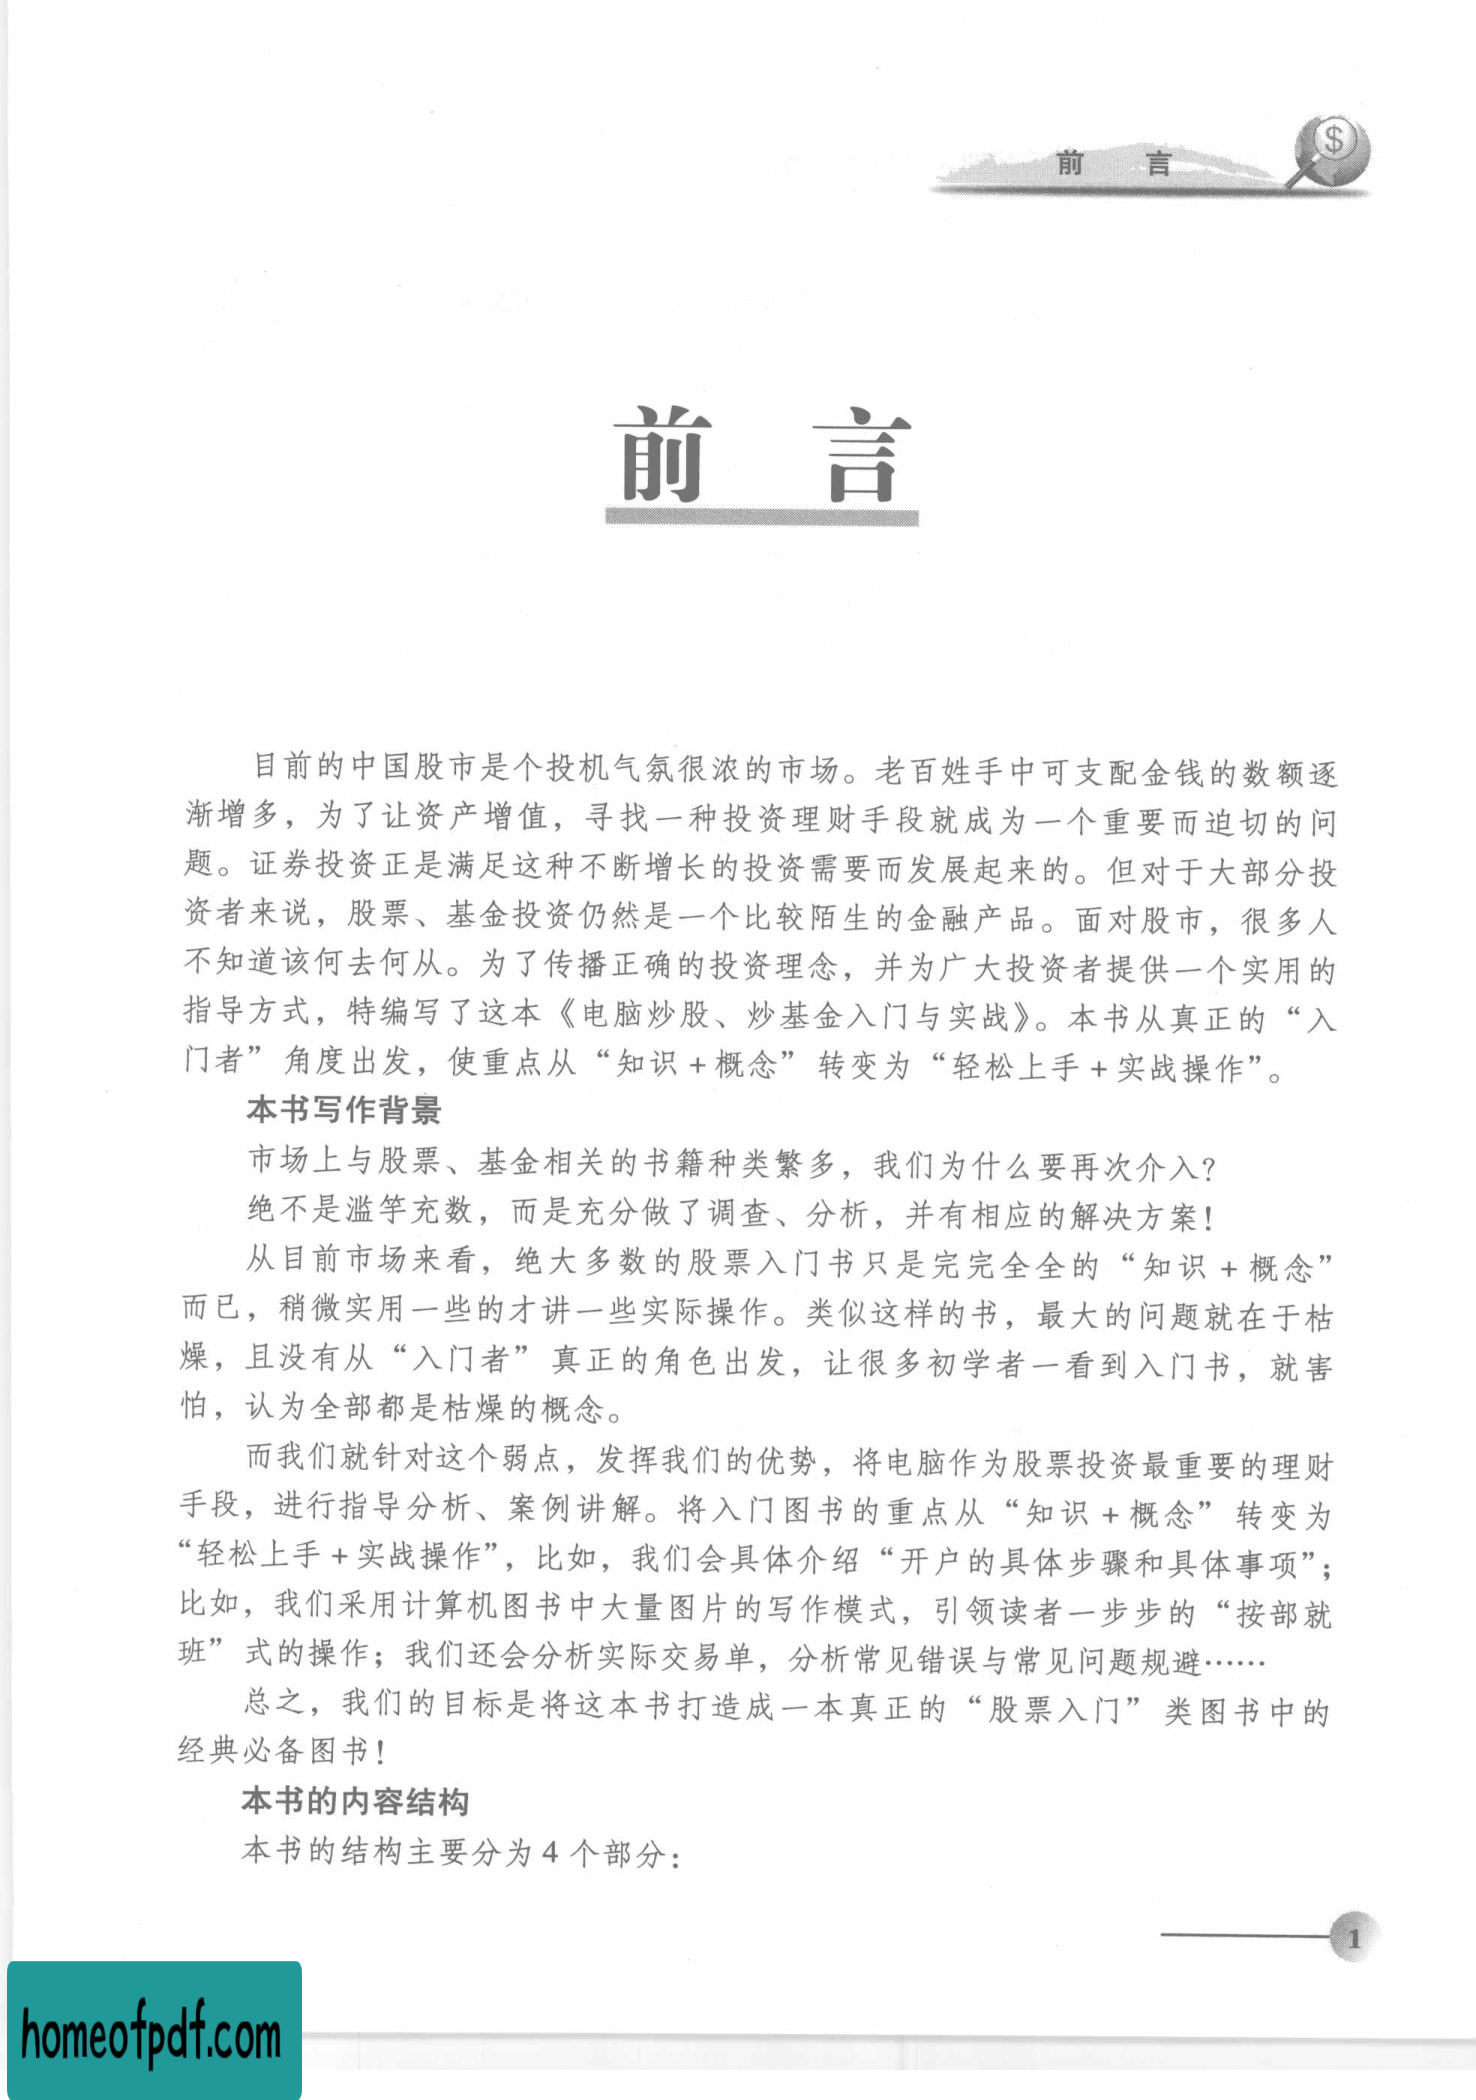 前 言
$
前 言
目前的中国股市是个投机气氛很浓的市场。老百姓手中可支配金钱的数额逐
渐增多，为了让资产增值，寻找一种投资理财手段就成为一个重要而迫切的问
题。证券投资正是满足这种不断增长的投资需要而发展起来的。但对于大部分投
资者来说，股票、基金投资仍然是一个比较陌生的金融产品。面对股市，很多人
不知道该何去何从。为了传播正确的投资理念，并为广大投资者提供一个实用的
指导方式，特编写了这本《电脑炒股、炒基金入门与实战》。本书从真正的“入
门者”角度出发，使重点从“知识+概念”转变为“轻松上手+实战操作”。
本书写作背景
市场上与股票、基金相关的书籍种类繁多，我们为什么要再次介入？
绝不是滥竽充数，而是充分做了调查、分析，并有相应的解决方案！
从目前市场来看，绝大多数的股票入门书只是完完全全的“知识+概念”
而已，稍微实用一些的才讲一些实际操作。类似这样的书，最大的问题就在于枯
燥，且没有从“入门者”真正的角色出发，让很多初学者一看到入门书，就害
怕，认为全部都是枯燥的概念。
而我们就针对这个弱点，发挥我们的优势，将电脑作为股票投资最重要的理财
手段，进行指导分析、案例讲解。将入门图书的重点从“知识+概念”转变为
“轻松上手+实战操作”，比如，我们会具体介绍“开户的具体步骤和具体事项”；
比如，我们采用计算机图书中大量图片的写作模式，引领读者一步步的“按部就
班”式的操作；我们还会分析实际交易单，分析常见错误与常见问题规避……
总之，我们的目标是将这本书打造成一本真正的“股票入门”类图书中的
经典必备图书！
本书的内容结构
本书的结构主要分为4个部分：
1
homeofpdf.com